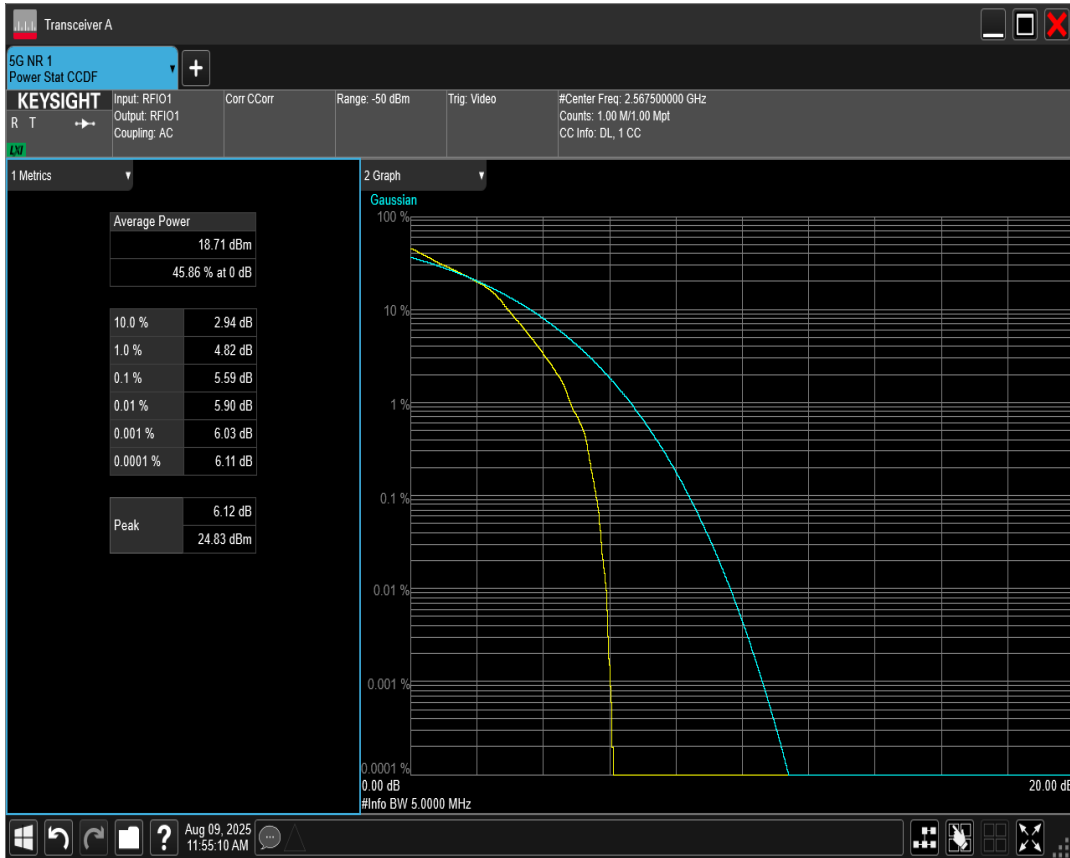 Transceiver A
5G NR 1
Power Stat CCDF
+
KEYSIGHT
R T
LXI
Input: RFIO1
Output: RFIO1
Coupling: AC
Corr CCorr
Range: -50 dBm
Trig: Video
#Center Freq: 2.567500000 GHz
Counts: 1.00 M/1.00 Mpt
CC Info: DL, 1 CC
1 Metrics
Average Power
18.71 dBm
45.86 % at 0 dB
10.0 % 2.94 dB
1.0 % 4.82 dB
0.1 % 5.59 dB
0.01 % 5.90 dB
0.001 % 6.03 dB
0.0001 % 6.11 dB
Peak
6.12 dB
24.83 dBm
2 Graph
Gaussian
100 %
10 %
1 %
0.1 %
0.01 %
0.001 %
0.0001 %
0.00 dB 20.00 dB
#Info BW 5.0000 MHz
?
Aug 09, 2025
11:55:10 AM